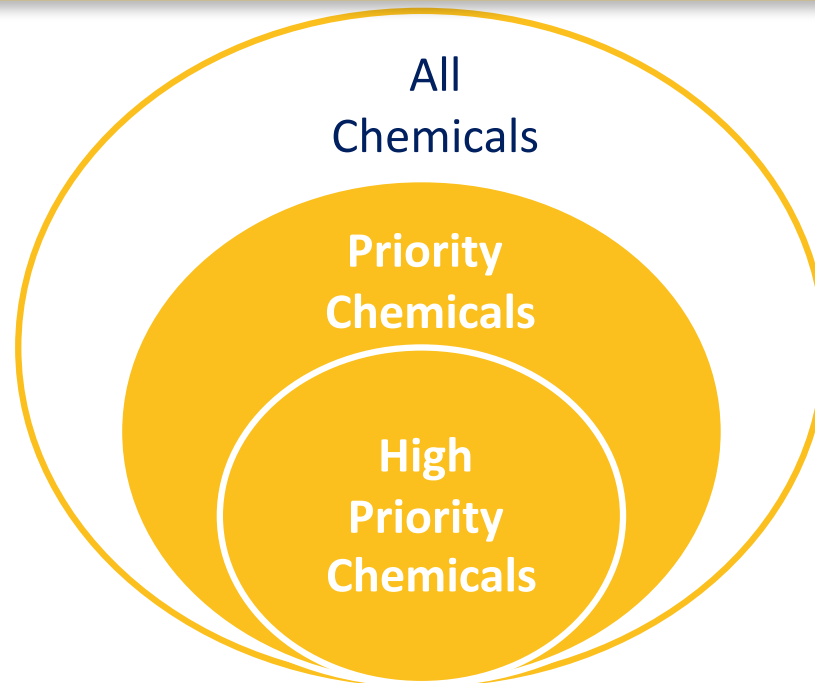 All
Chemicals
Priority
Chemicals
High
Priority
Chemicals